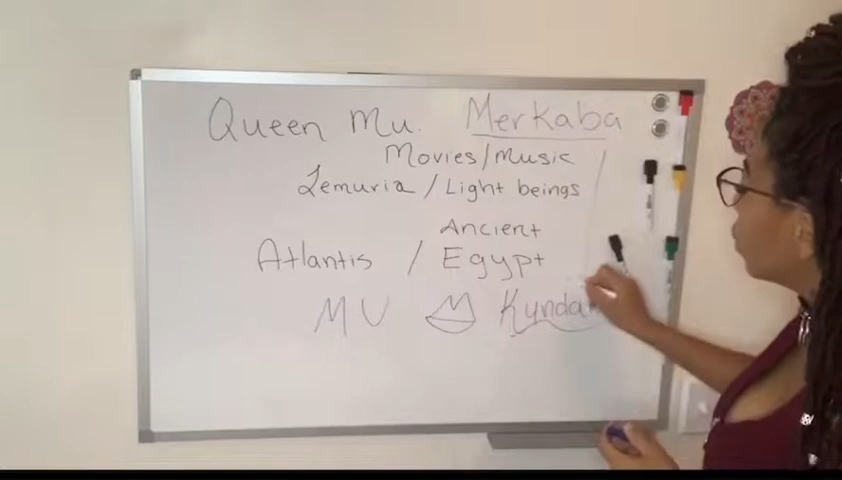 Queen Mu. Merkaba
Movies/Music
Lemuria / Light beings
Ancient
Atlantis / Egypt
MU